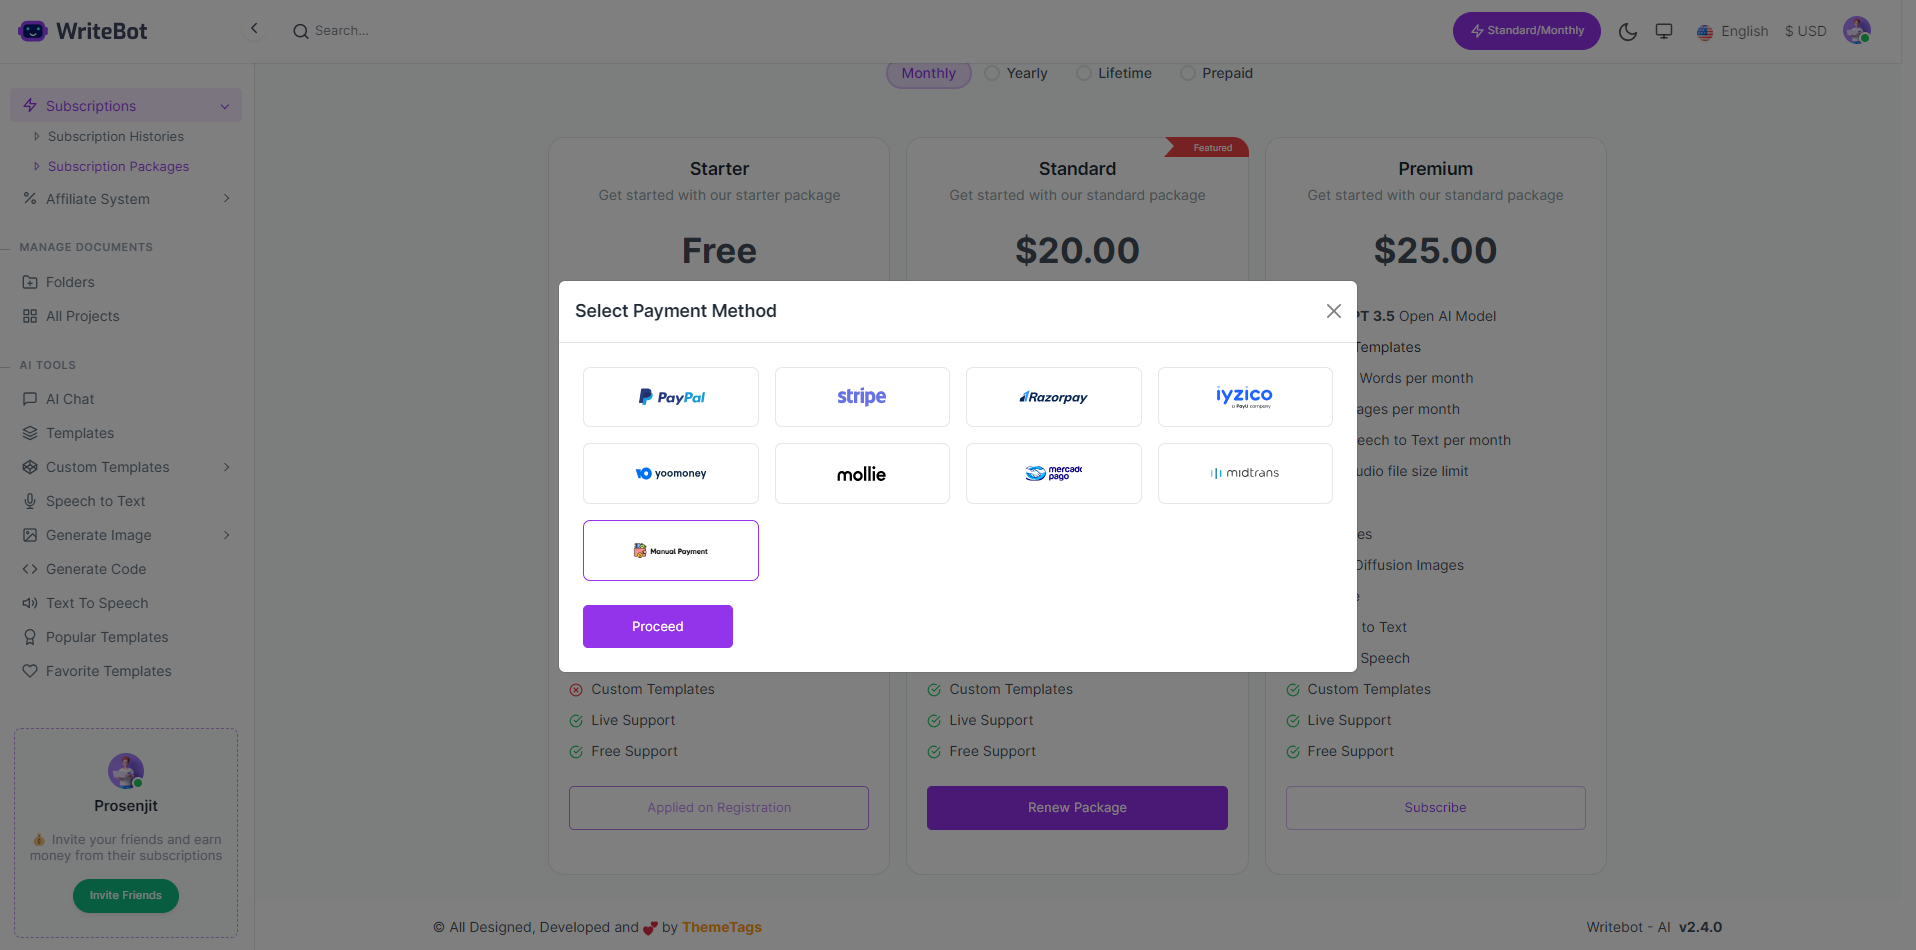 WriteBot
Search...
Standard/Monthly
English
$ USD
Subscriptions
Subscription Histories
Subscription Packages
Affiliate System
MANAGE DOCUMENTS
Folders
All Projects
AI TOOLS
AI Chat
Templates
Custom Templates
Speech to Text
Generate Image
Generate Code
Text To Speech
Popular Templates
Favorite Templates
Prosenjit
Invite your friends and earn
money from their subscriptions
Invite Friends
Monthly
Yearly
Lifetime
Prepaid
Starter
Get started with our starter package
Free
Featured
Standard
Get started with our standard package
$20.00
Premium
Get started with our standard package
$25.00
Select Payment Method
PayPal
stripe
Razorpay
iyzico
a PayU company
yoomoney
mollie
mercado
pago
midtrans
Manual Payment
Proceed
PT 3.5 Open AI Model
Templates
Words per month
ages per month
eech to Text per month
udio file size limit
es
Diffusion Images
e
to Text
Speech
Custom Templates
Live Support
Free Support
Applied on Registration
Custom Templates
Live Support
Free Support
Renew Package
Custom Templates
Live Support
Free Support
Subscribe
© All Designed, Developed and 💕 by ThemeTags
Writebot - AI v2.4.0